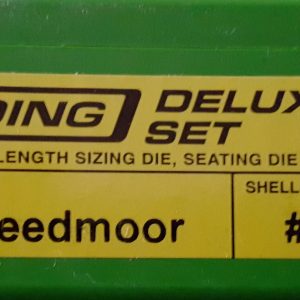 DING DELUX
SET
LENGTH SIZING DIE, SEATING DIE
eedmoor
SHELL
#